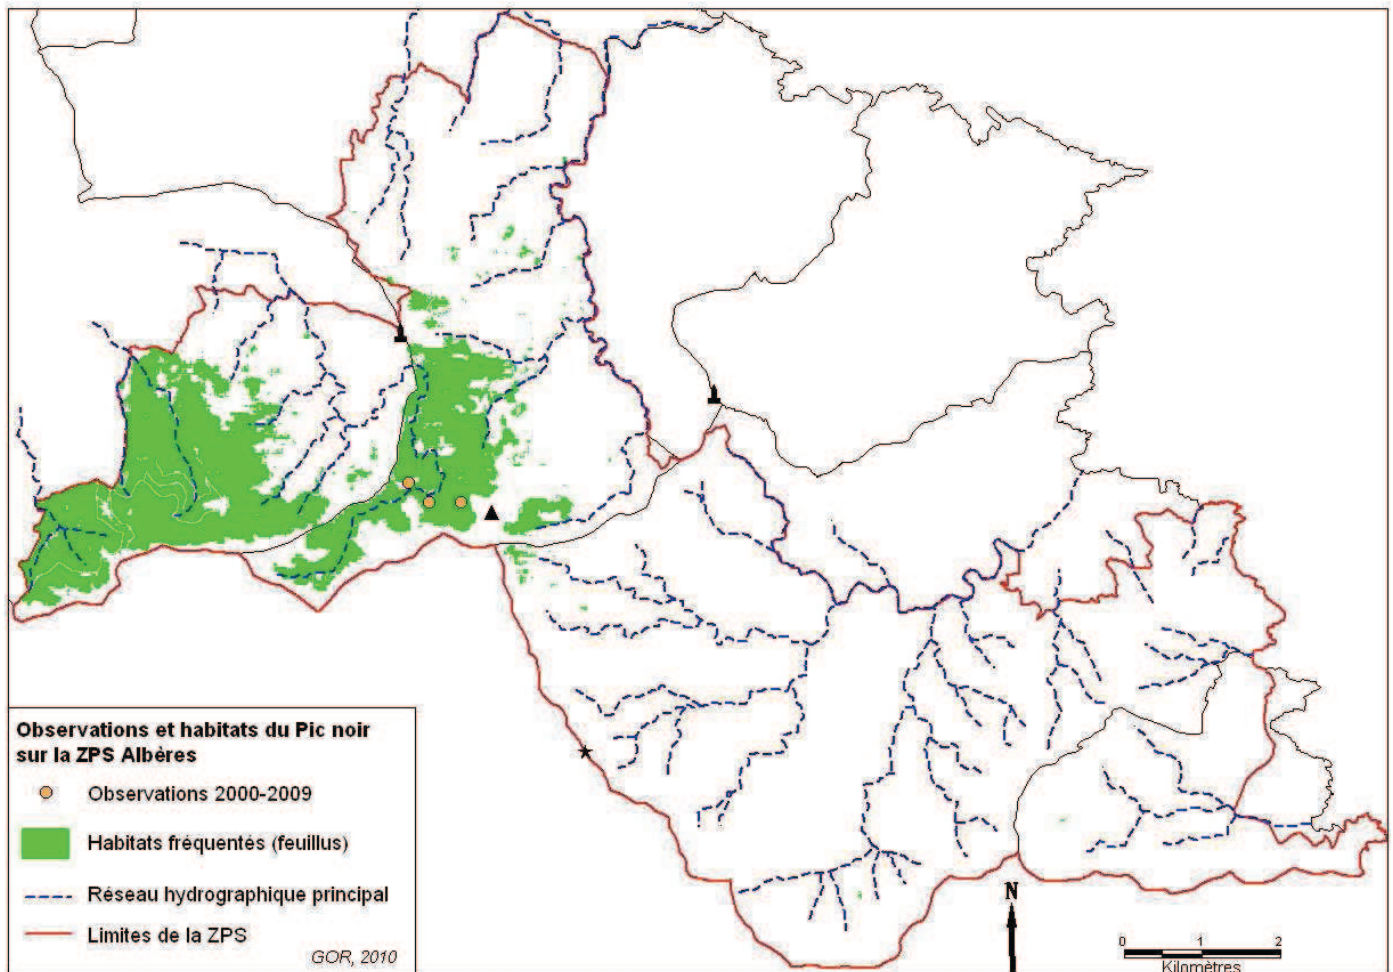 Observations et habitats du Pic noir
sur la ZPS Albères
Observations 2000-2009
Habitats fréquentés (feuillus)
Réseau hydrographique principal
Limites de la ZPS
GOR, 2010
N
0 1 2
Kilomètres